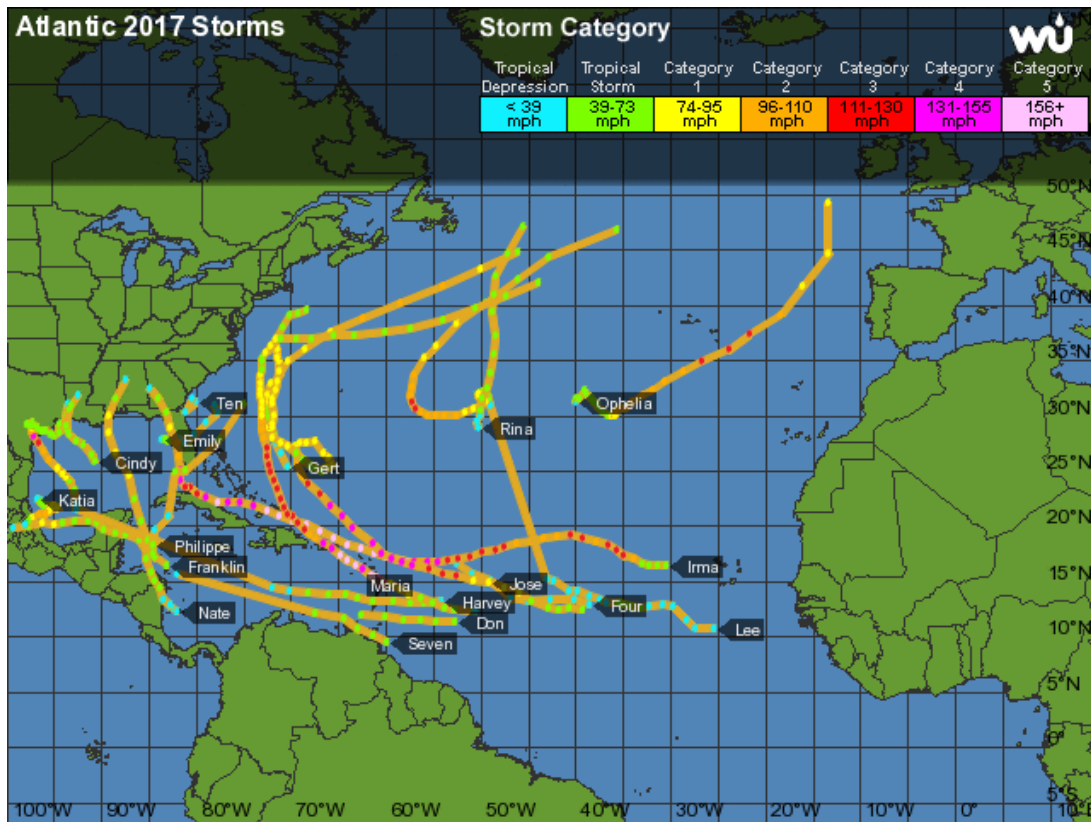 Atlantic 2017 Storms
Storm Category
WU
Tropical Depression
Tropical Storm
Category 1
Category 2
Category 3
Category 4
Category 5
< 39 mph
39-73 mph
74-95 mph
96-110 mph
111-130 mph
131-155 mph
156+ mph
50°N
45°N
40°N
35°N
30°N
25°N
20°N
15°N
10°N
5°N
0°
5°S
Ten
Emily
Cindy
Gert
Rina
Ophelia
Katia
Philippe
Franklin
Nate
Maria
Jose
Irma
Harvey
Don
Four
Lee
Seven
100°W
90°W
80°W
70°W
60°W
50°W
40°W
30°W
20°W
10°W
0°
10°E